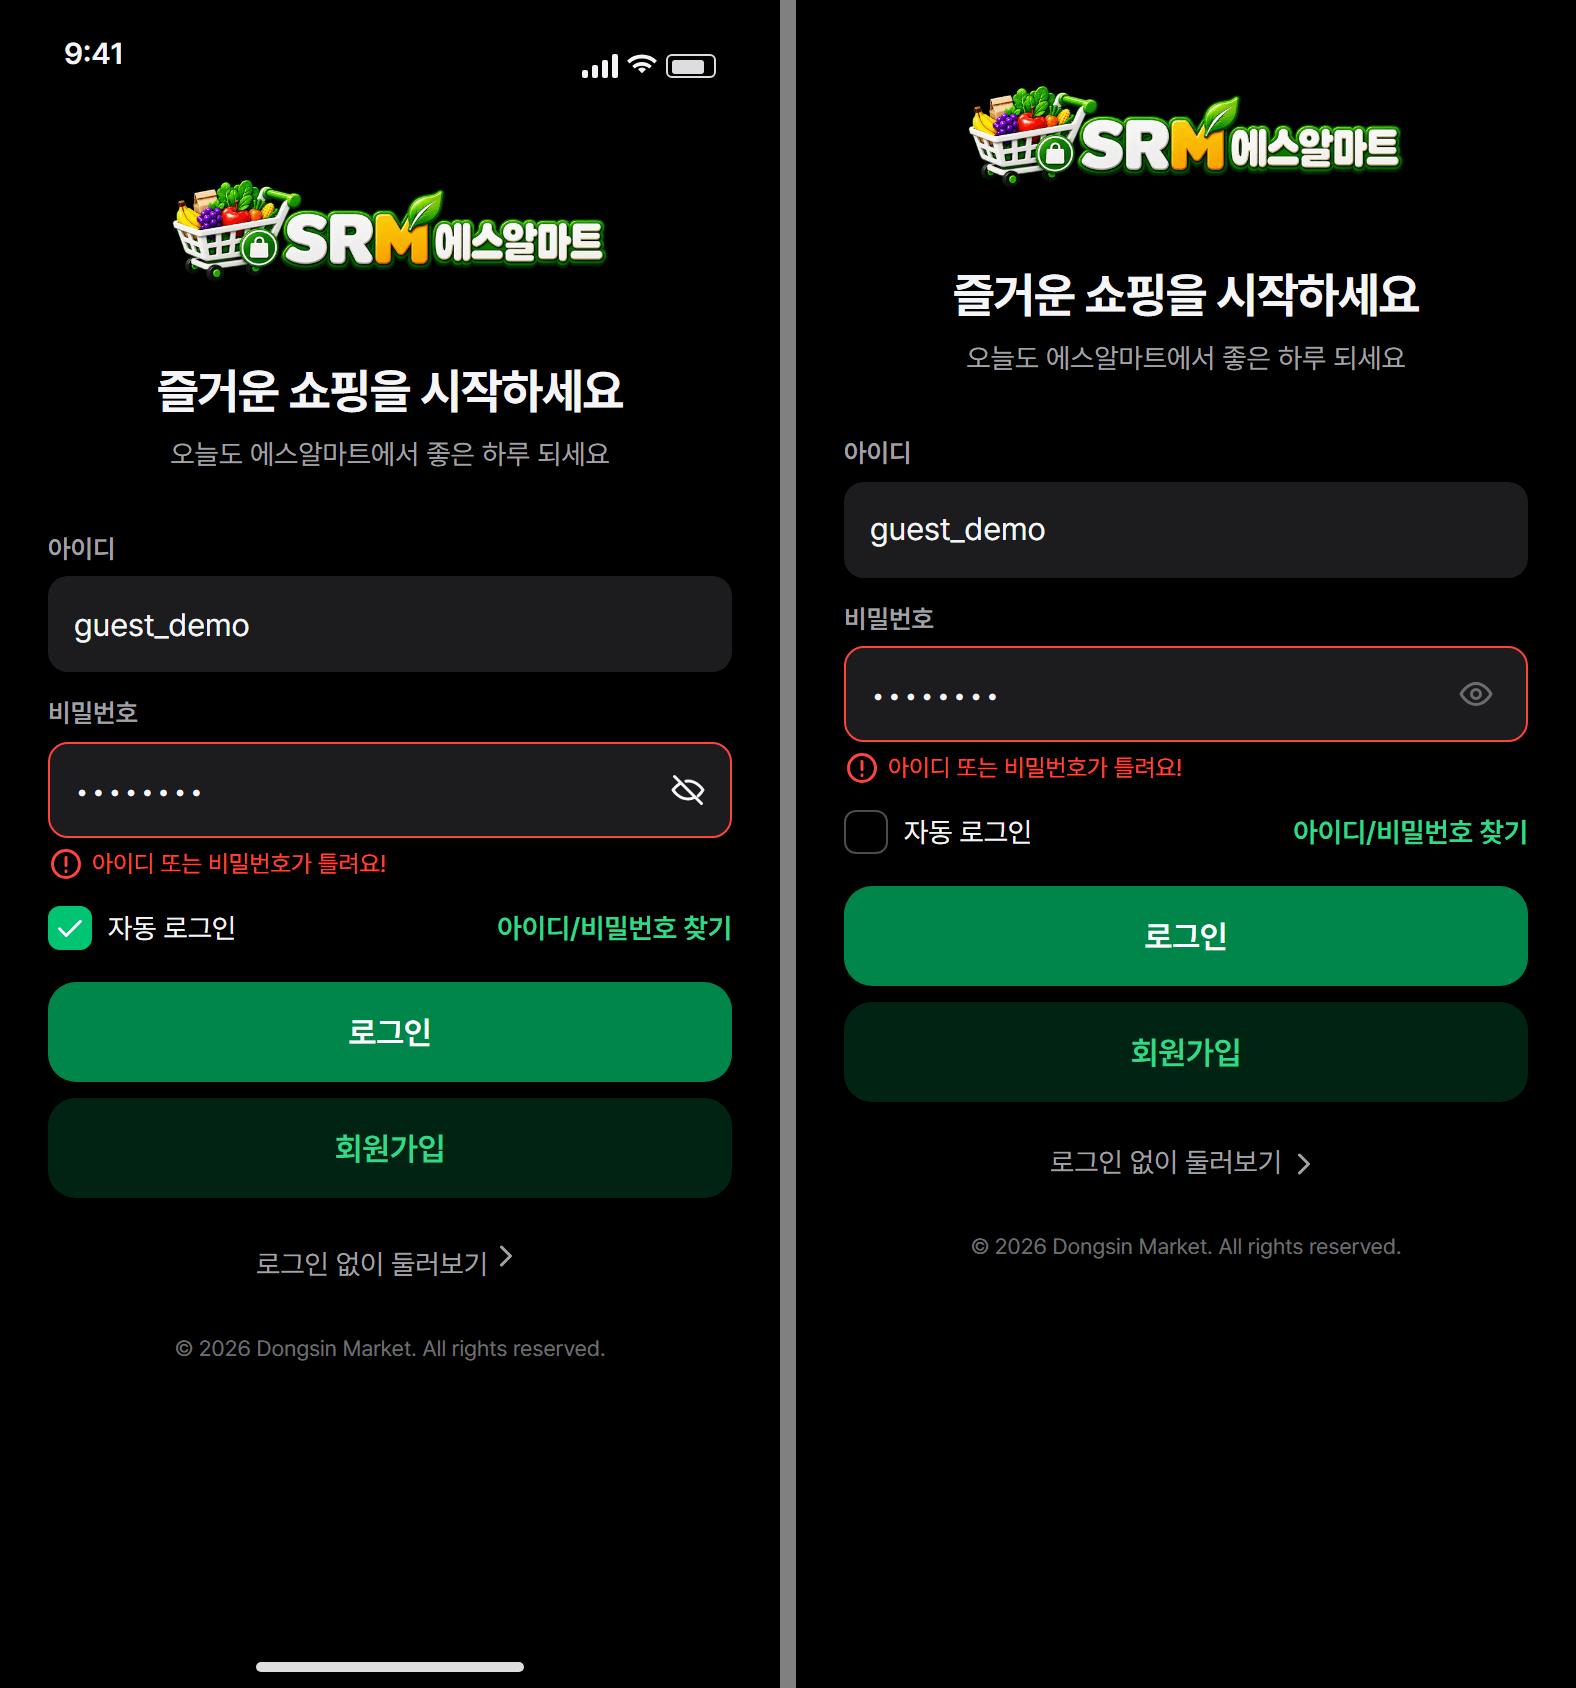 9:41
SRM 에스알마트
즐거운 쇼핑을 시작하세요
오늘도 에스알마트에서 좋은 하루 되세요
아이디
guest_demo
비밀번호
••••••••
아이디 또는 비밀번호가 틀려요!
자동 로그인
아이디/비밀번호 찾기
로그인
회원가입
로그인 없이 둘러보기
© 2026 Dongsin Market. All rights reserved.
SRM 에스알마트
즐거운 쇼핑을 시작하세요
오늘도 에스알마트에서 좋은 하루 되세요
아이디
guest_demo
비밀번호
••••••••
아이디 또는 비밀번호가 틀려요!
자동 로그인
아이디/비밀번호 찾기
로그인
회원가입
로그인 없이 둘러보기
© 2026 Dongsin Market. All rights reserved.